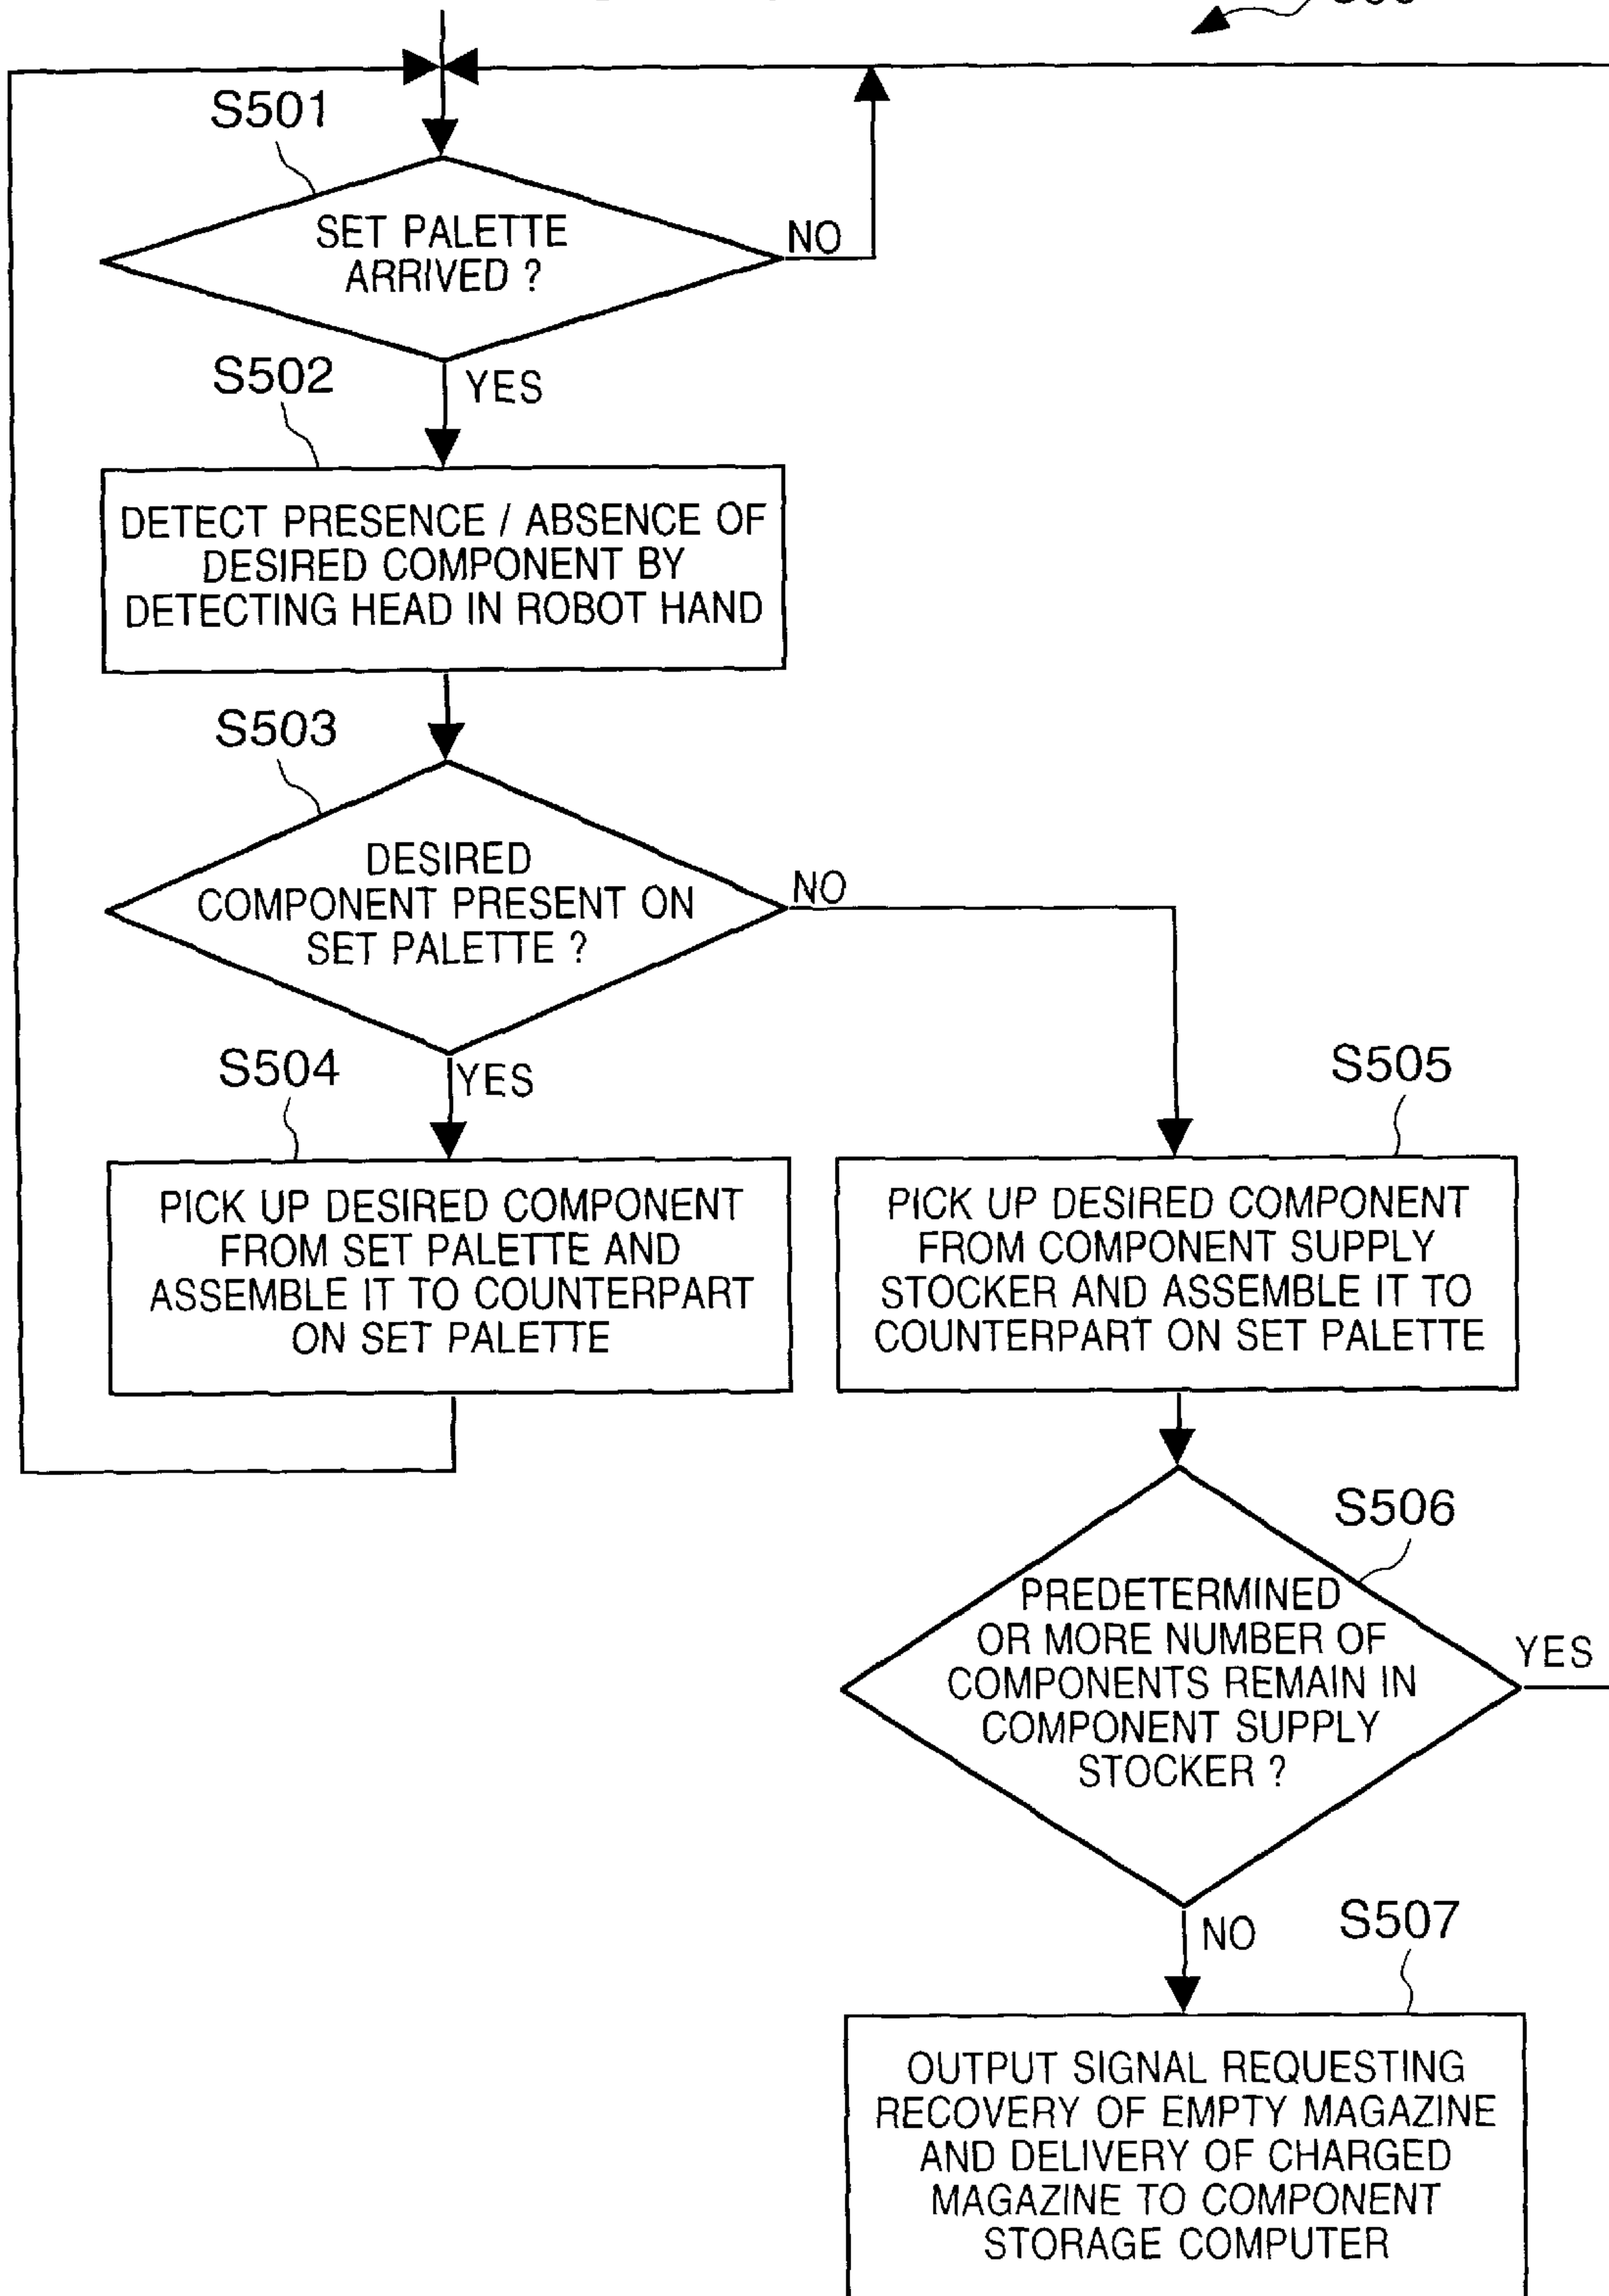 S501
SET PALETTE
ARRIVED ?
NO
S502
YES
DETECT PRESENCE / ABSENCE OF
DESIRED COMPONENT BY
DETECTING HEAD IN ROBOT HAND
S503
DESIRED
COMPONENT PRESENT ON
SET PALETTE ?
NO
S504
YES
S505
PICK UP DESIRED COMPONENT
FROM SET PALETTE AND
ASSEMBLE IT TO COUNTERPART
ON SET PALETTE
PICK UP DESIRED COMPONENT
FROM COMPONENT SUPPLY
STOCKER AND ASSEMBLE IT TO
COUNTERPART ON SET PALETTE
S506
PREDETERMINED
OR MORE NUMBER OF
COMPONENTS REMAIN IN
COMPONENT SUPPLY
STOCKER ?
YES
NO
S507
OUTPUT SIGNAL REQUESTING
RECOVERY OF EMPTY MAGAZINE
AND DELIVERY OF CHARGED
MAGAZINE TO COMPONENT
STORAGE COMPUTER